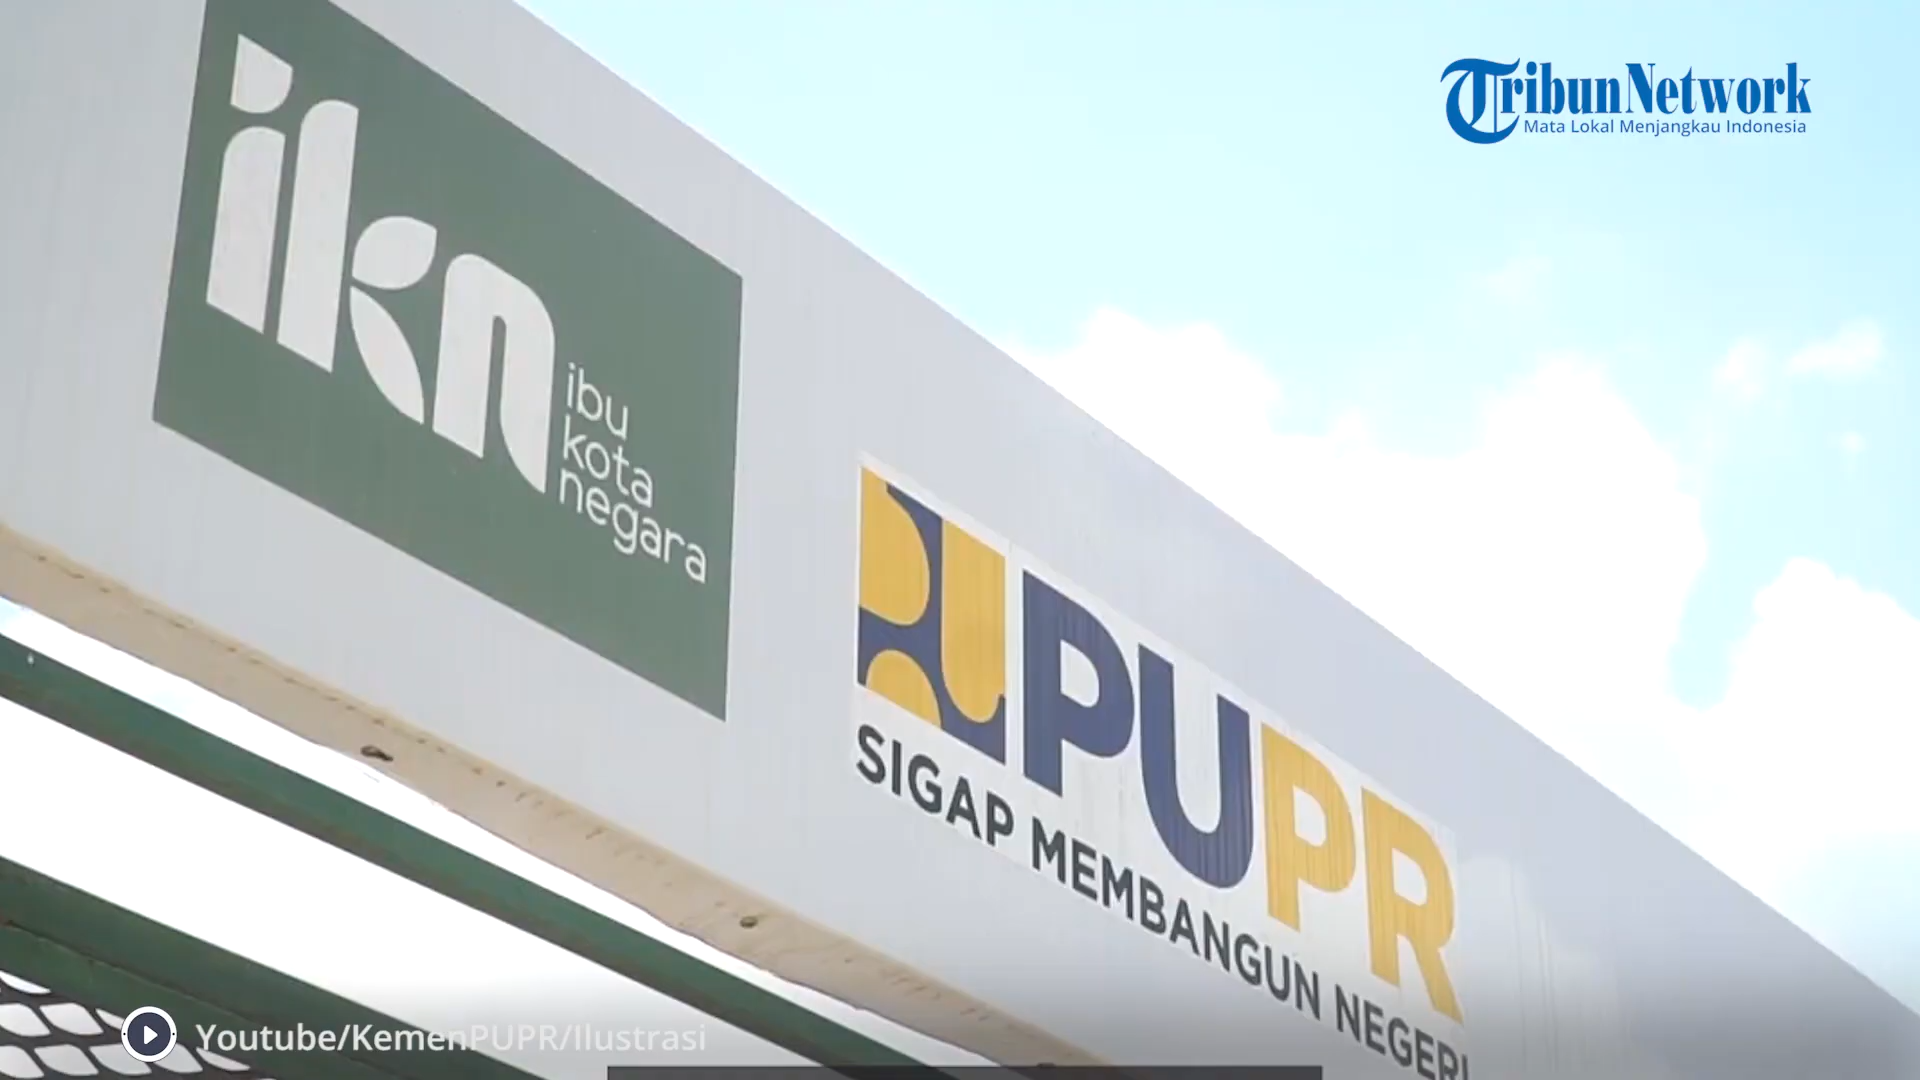 ikn
ibu
kota
negara
TribunNetwork
Mata Lokal Menjangkau Indonesia
PUPR
SIGAP MEMBANGUN NEGERI
Youtube/KemenPUPR/Ilustrasi